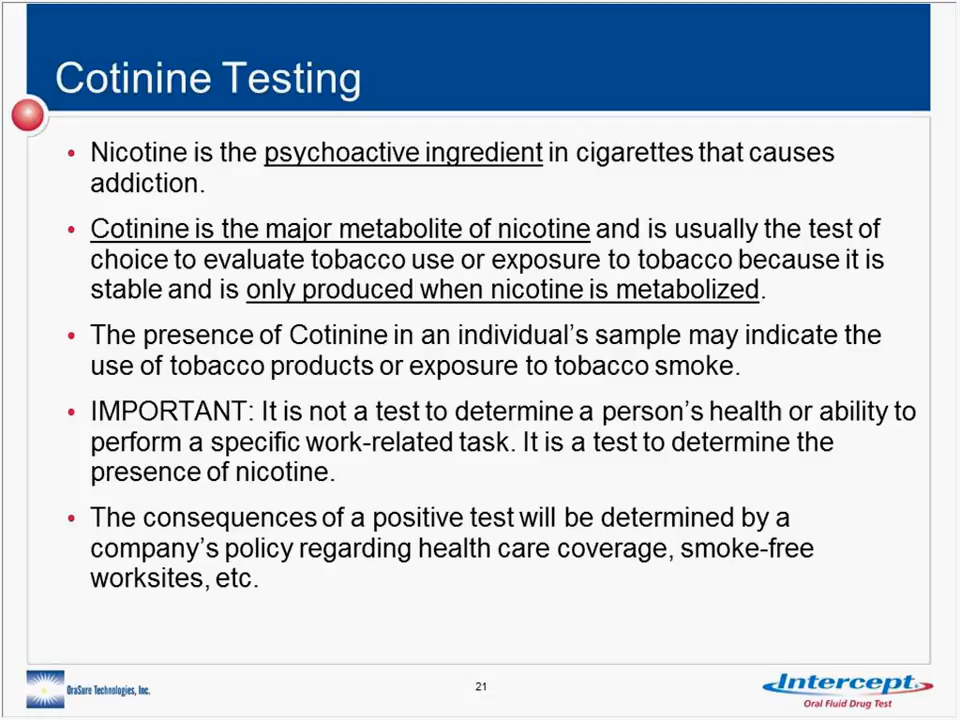 Cotinine Testing
• Nicotine is the psychoactive ingredient in cigarettes that causes
addiction.
• Cotinine is the major metabolite of nicotine and is usually the test of
choice to evaluate tobacco use or exposure to tobacco because it is
stable and is only produced when nicotine is metabolized.
• The presence of Cotinine in an individual's sample may indicate the
use of tobacco products or exposure to tobacco smoke.
• IMPORTANT: It is not a test to determine a person's health or ability to
perform a specific work-related task. It is a test to determine the
presence of nicotine.
• The consequences of a positive test will be determined by a
company's policy regarding health care coverage, smoke-free
worksites, etc.
OraSure Technologies, Inc.
21
Intercept®
Oral Fluid Drug Test